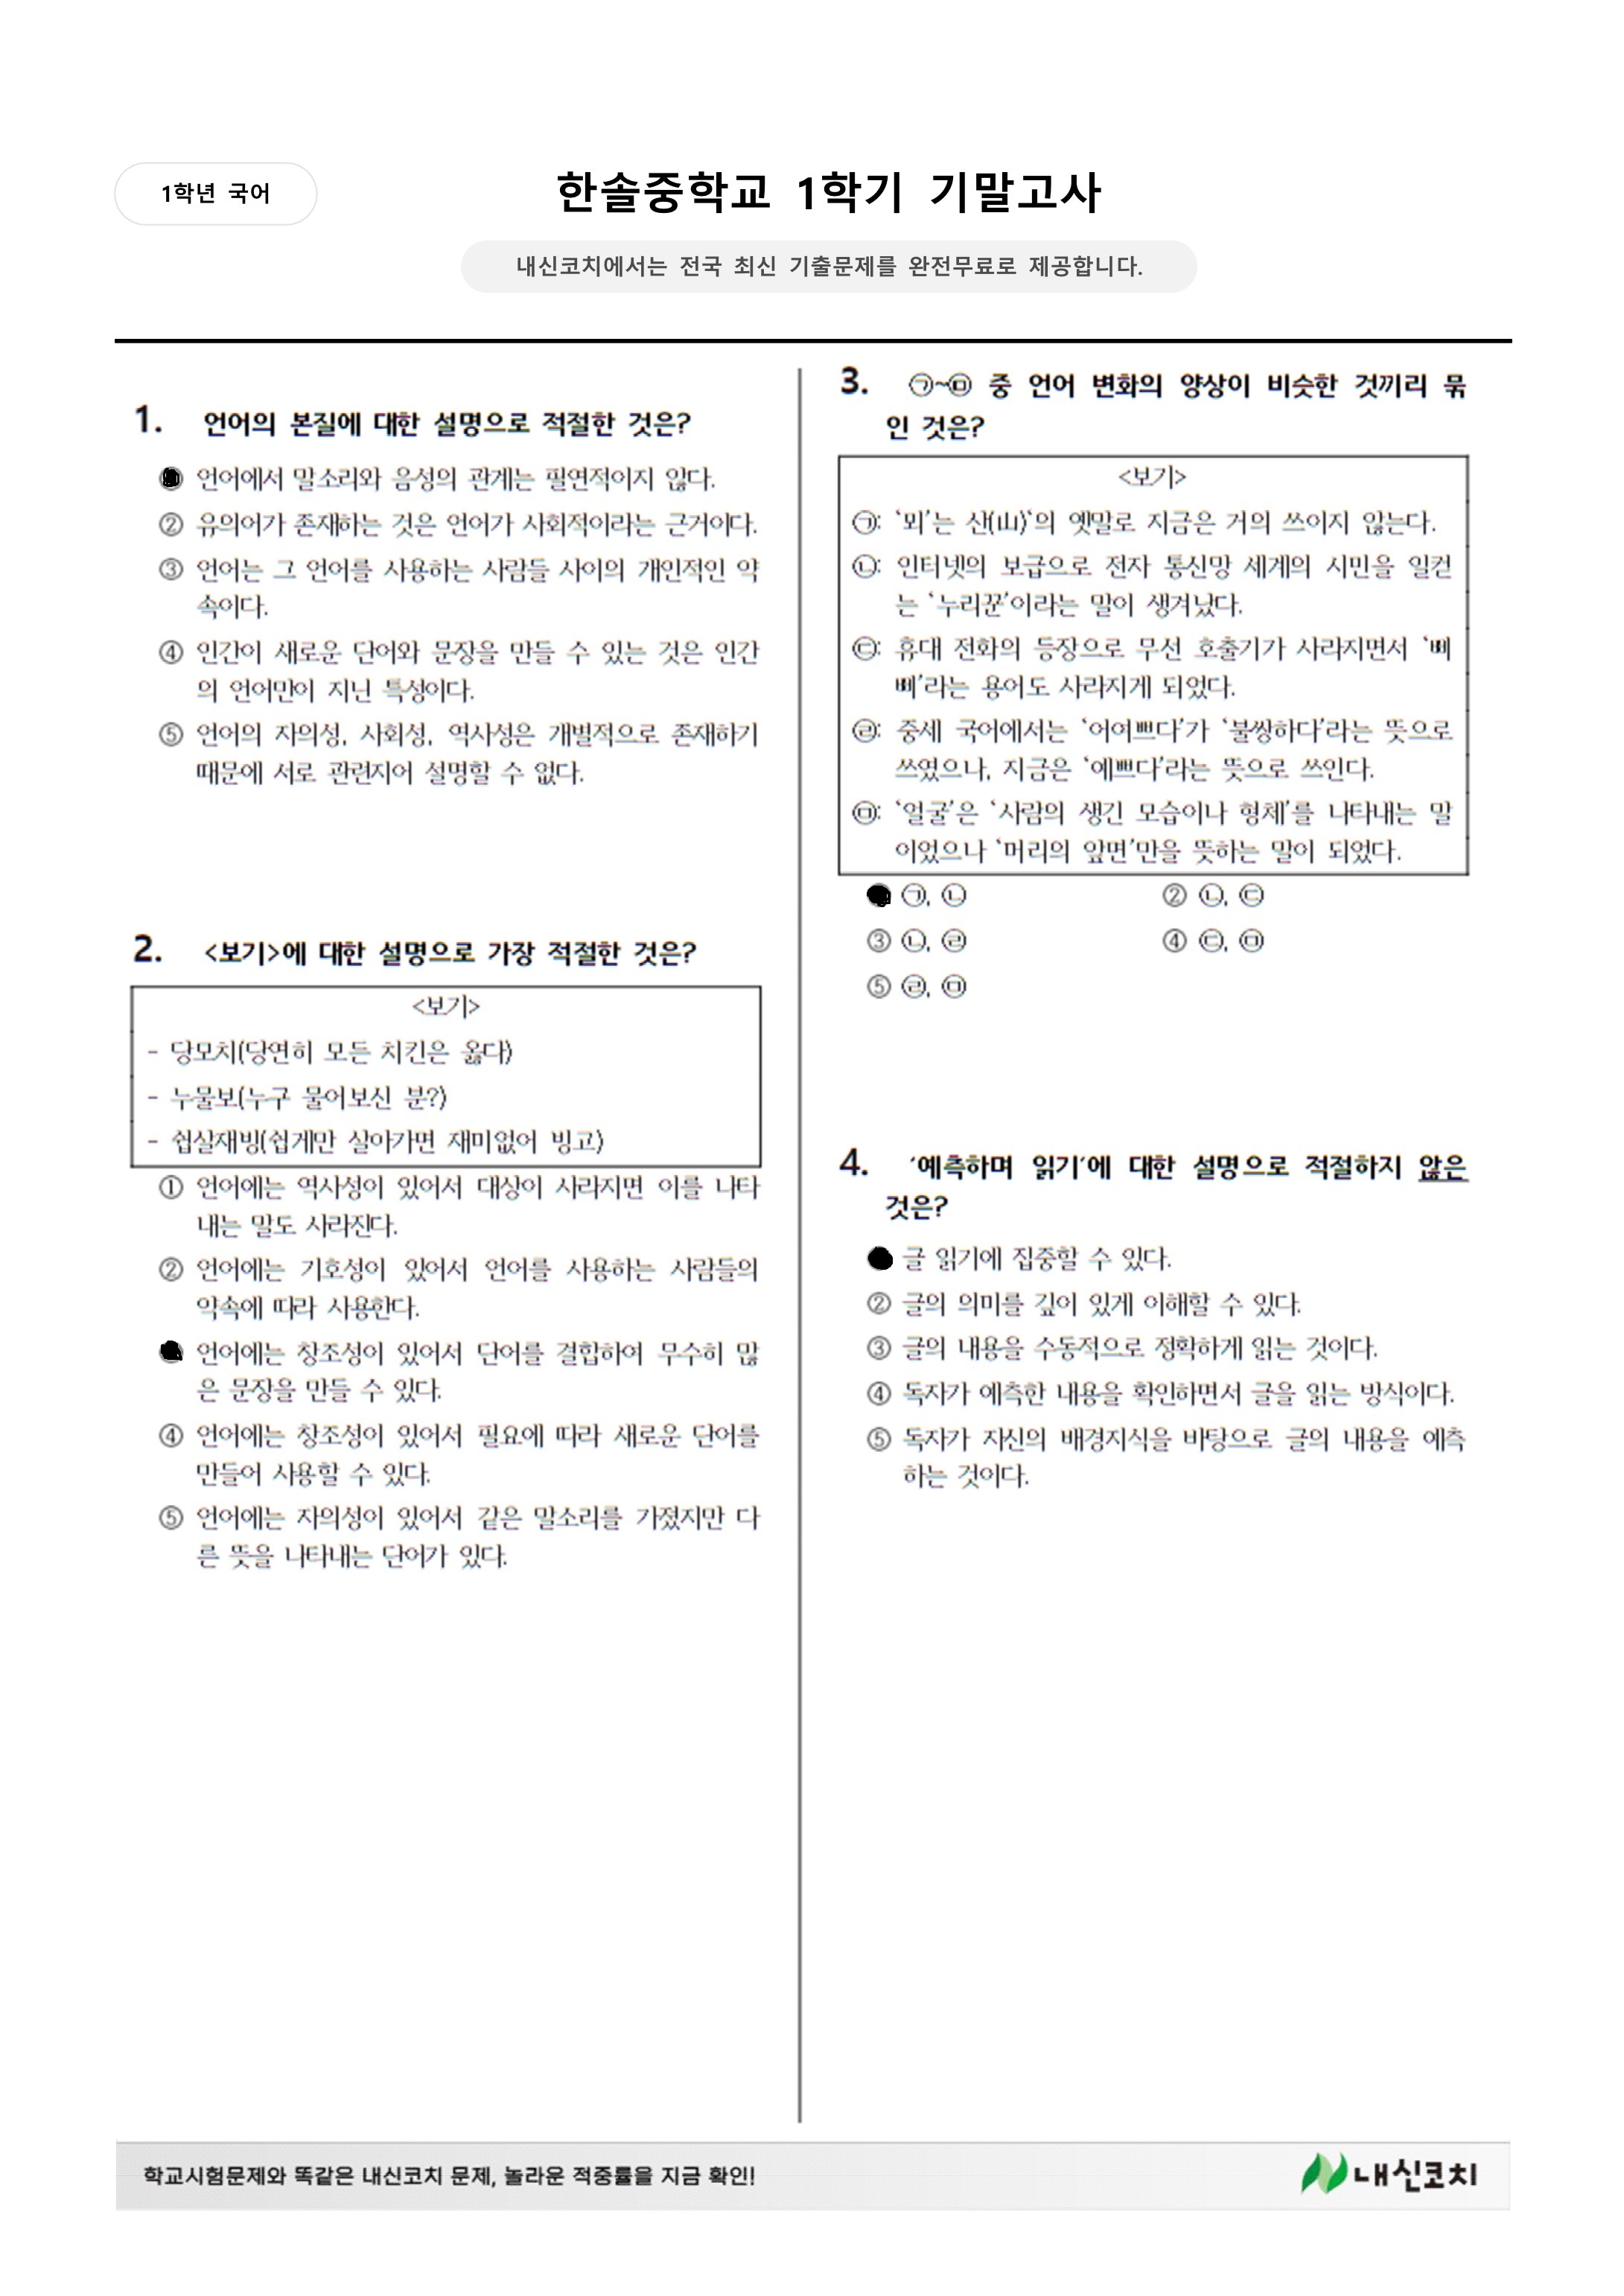 1학년 국어
한솔중학교 1학기 기말고사
내신코치에서는 전국 최신 기출문제를 완전무료로 제공합니다.
1. 언어의 본질에 대한 설명으로 적절한 것은?
언어에서 말소리와 음성의 관계는 필연적이지 않다.
② 유의어가 존재하는 것은 언어가 사회적이라는 근거이다.
③ 언어는 그 언어를 사용하는 사람들 사이의 개인적인 약
속이다.
④ 인간이 새로운 단어와 문장을 만들 수 있는 것은 인간
의 언어만이 지닌 특성이다.
⑤ 언어의 자의성, 사회성, 역사성은 개별적으로 존재하기
때문에 서로 관련지어 설명할 수 없다.
2. <보기>에 대한 설명으로 가장 적절한 것은?
<보기>
- 당모치(당연히 모든 치킨은 옳다)
- 누물보(누구 물어보신 분?)
- 쉽살재빙(쉽게만 살아가면 재미없어 빙고)
① 언어에는 역사성이 있어서 대상이 사라지면 이를 나타
내는 말도 사라진다.
② 언어에는 기호성이 있어서 언어를 사용하는 사람들의
약속에 따라 사용한다.
언어에는 창조성이 있어서 단어를 결합하여 무수히 많
은 문장을 만들 수 있다.
④ 언어에는 창조성이 있어서 필요에 따라 새로운 단어를
만들어 사용할 수 있다.
⑤ 언어에는 자의성이 있어서 같은 말소리를 가졌지만 다
른 뜻을 나타내는 단어가 있다.
3. ㉠~㉤ 중 언어 변화의 양상이 비슷한 것끼리 묶
인 것은?
<보기>
㉠: ‘뫼’는 산(山)‘의 옛말로 지금은 거의 쓰이지 않는다.
㉡: 인터넷의 보급으로 전자 통신망 세계의 시민을 일컫
는 ‘누리꾼’이라는 말이 생겨났다.
㉢: 휴대 전화의 등장으로 무선 호출기가 사라지면서 ‘삐
삐’라는 용어도 사라지게 되었다.
㉣: 중세 국어에서는 ‘어여쁘다’가 ‘불쌍하다’라는 뜻으로
쓰였으나, 지금은 ‘예쁘다’라는 뜻으로 쓰인다.
㉤: ‘얼굴’은 ‘사람의 생긴 모습이나 형체’를 나타내는 말
이었으나 ‘머리의 앞면’만을 뜻하는 말이 되었다.
㉠, ㉡ ② ㉡, ㉢
③ ㉡, ㉣ ④ ㉢, ㉤
⑤ ㉣, ㉤
4. ‘예측하며 읽기’에 대한 설명으로 적절하지 않은
것은?
글 읽기에 집중할 수 있다.
② 글의 의미를 깊이 있게 이해할 수 있다.
③ 글의 내용을 수동적으로 정확하게 읽는 것이다.
④ 독자가 예측한 내용을 확인하면서 글을 읽는 방식이다.
⑤ 독자가 자신의 배경지식을 바탕으로 글의 내용을 예측
하는 것이다.
학교시험문제와 똑같은 내신코치 문제, 놀라운 적중률을 지금 확인!
내신코치